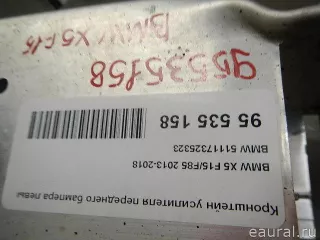 Кронштейн усилителя переднего бампера левы
BMW X5 F15/F85 2013-2018
BMW 51117325323
95 535 158
95535158
BMW X5 F15
eaural.ru